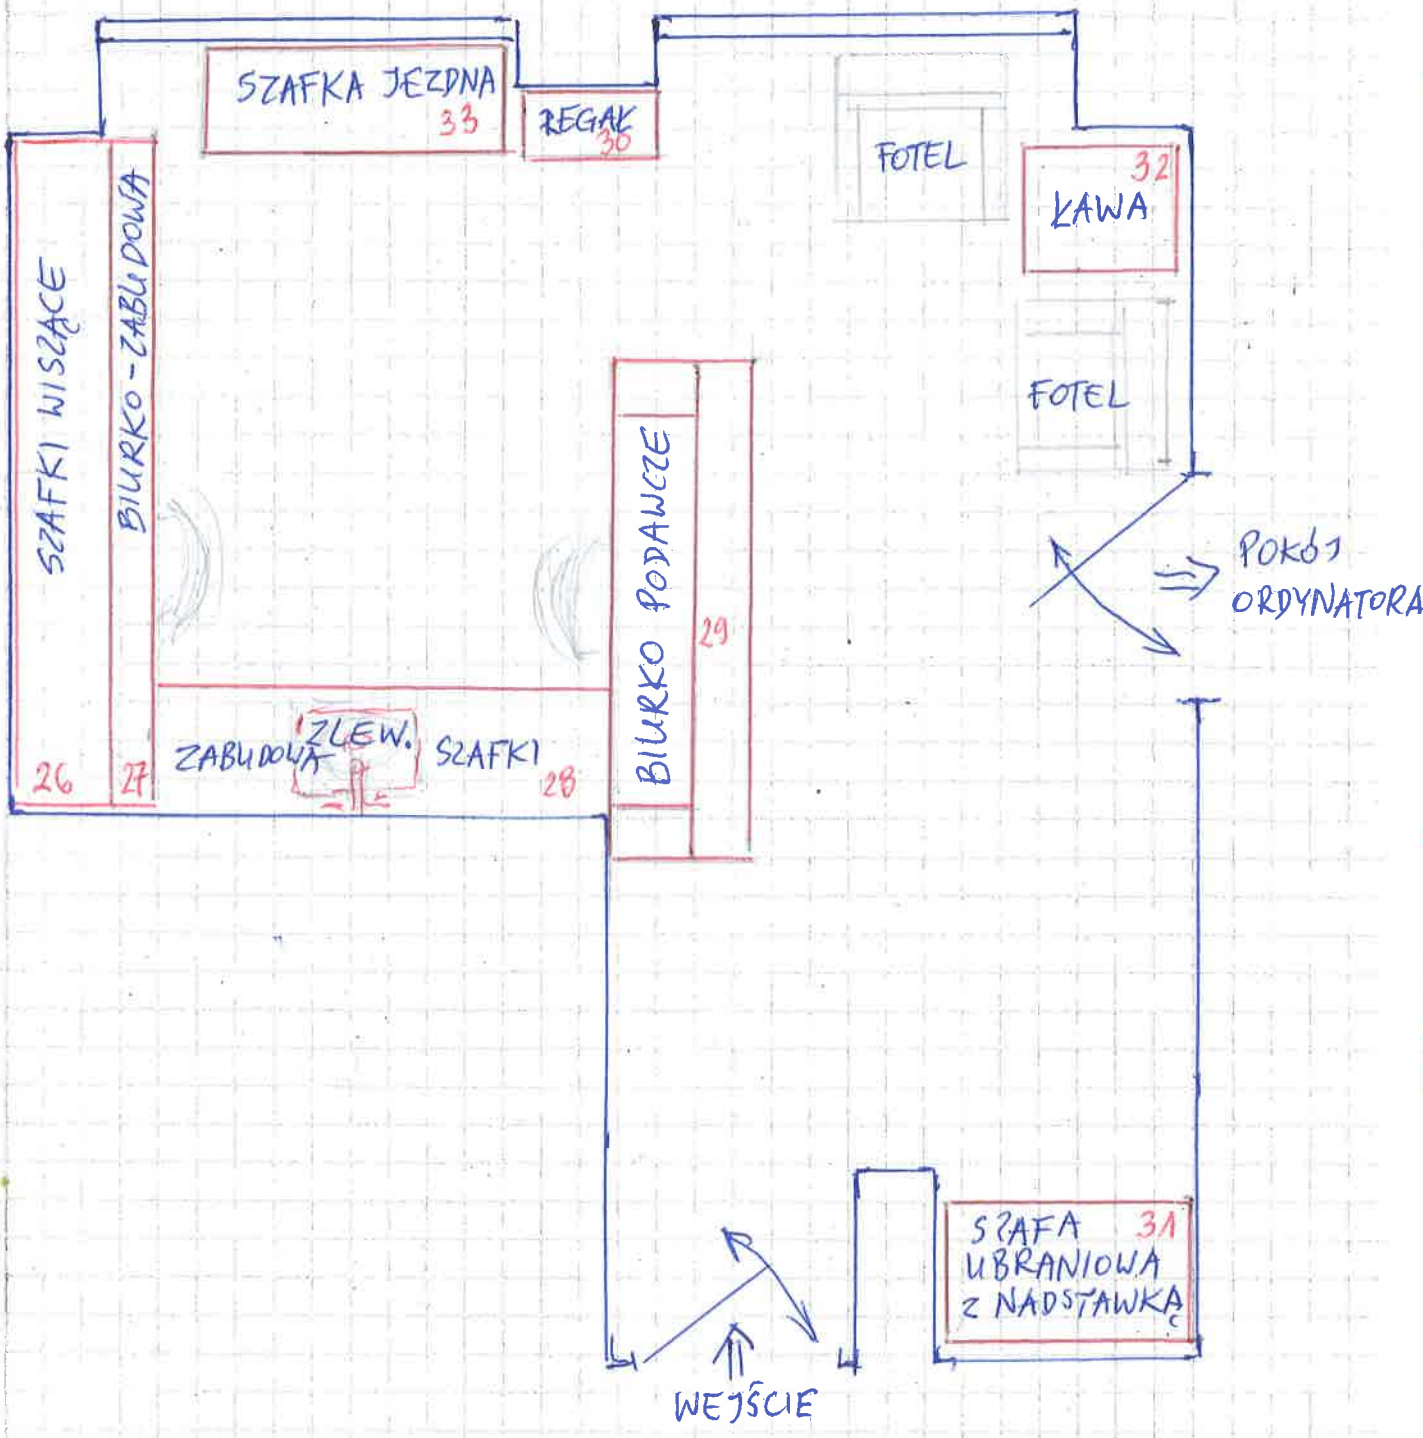 SZAFKA JEZDNA
33
REGAŁ
30
FOTEL
32
ŁAWA
SZAFKI WISZĄCE
26
BIURKO-ZABUDOWA
27
FOTEL
BIURKO PODAWCZE
29
POKÓJ
ORDYNATORA
ZABUDOWA ZLEW. SZAFKI
28
SZAFA 31
UBRANIOWA
Z NADSTAWKĄ
WEJŚCIE